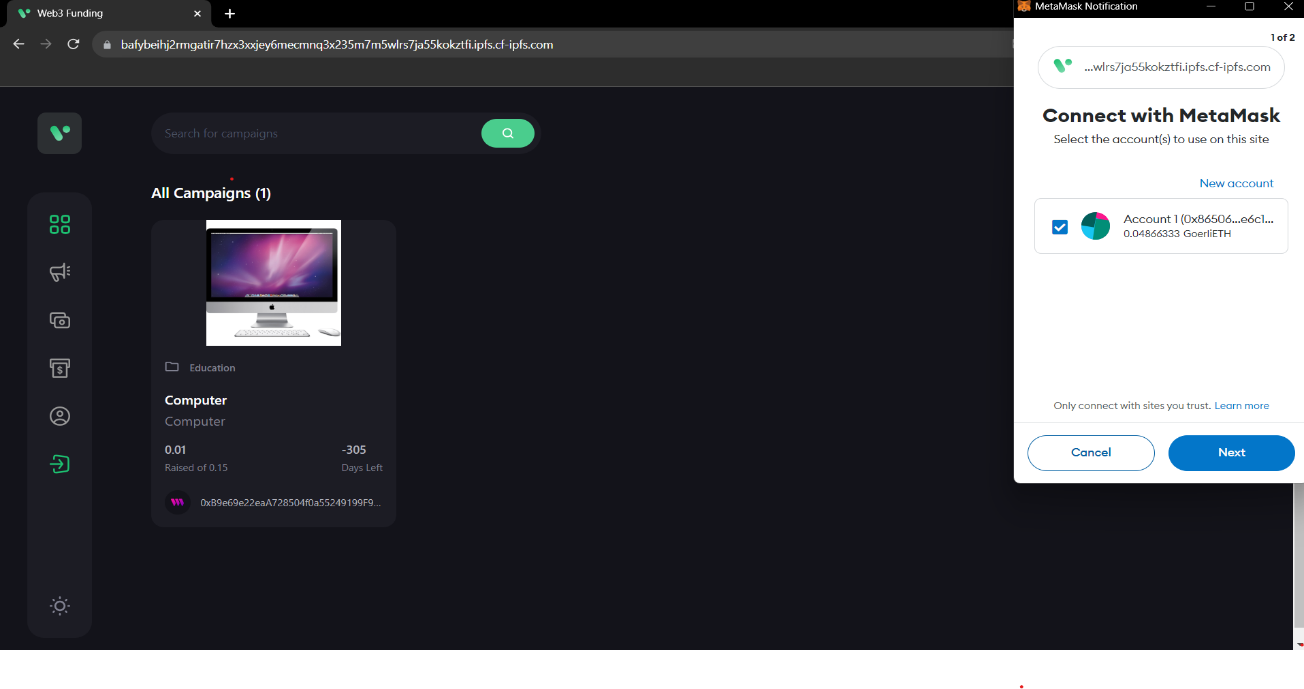 Web3 Funding
bafybeihj2rmgatir7hzx3xxjey6mecmnq3x235m7m5wlrs7ja55kokztfi.ipfs.cf-ipfs.com
Search for campaigns
All Campaigns (1)
Education
Computer
Computer
0.01 -305
Raised of 0.15 Days Left
0xB9e69e22eaA728504f0a55249199F9...
MetaMask Notification
1 of 2
...wlrs7ja55kokztfi.ipfs.cf-ipfs.com
Connect with MetaMask
Select the account(s) to use on this site
New account
Account 1 (0x86506...e6c1...
0.04866333 GoerliETH
Only connect with sites you trust. Learn more
Cancel Next